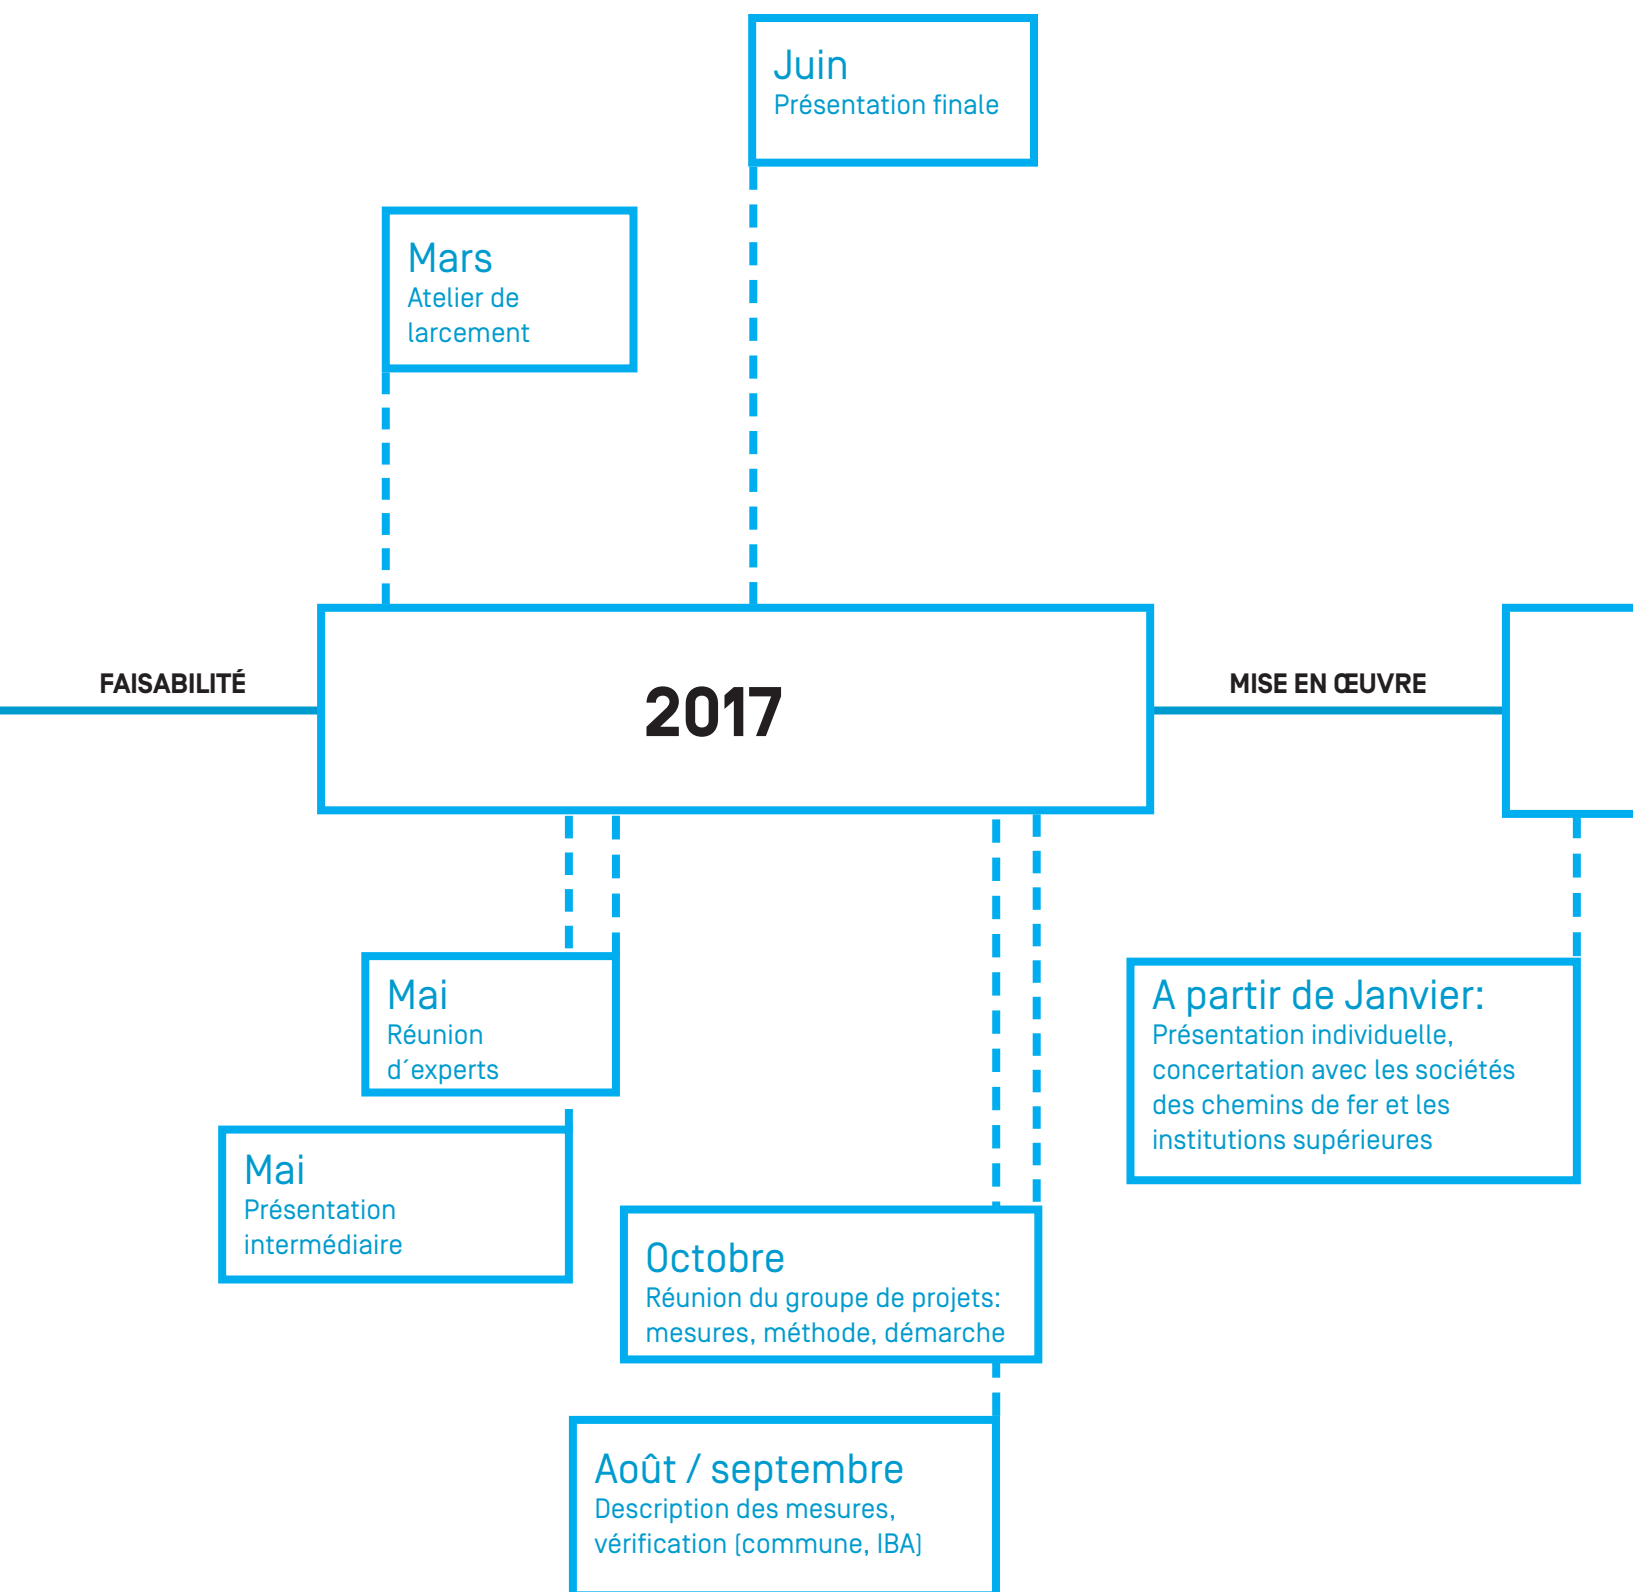 Juin
Présentation finale
Mars
Atelier de
larcement
FAISABILITÉ
2017
MISE EN ŒUVRE
Mai
Réunion
d´experts
A partir de Janvier:
Présentation individuelle,
concertation avec les sociétés
des chemins de fer et les
institutions supérieures
Mai
Présentation
intermédiaire
Octobre
Réunion du groupe de projets:
mesures, méthode, démarche
Août / septembre
Description des mesures,
vérification (commune, IBA)